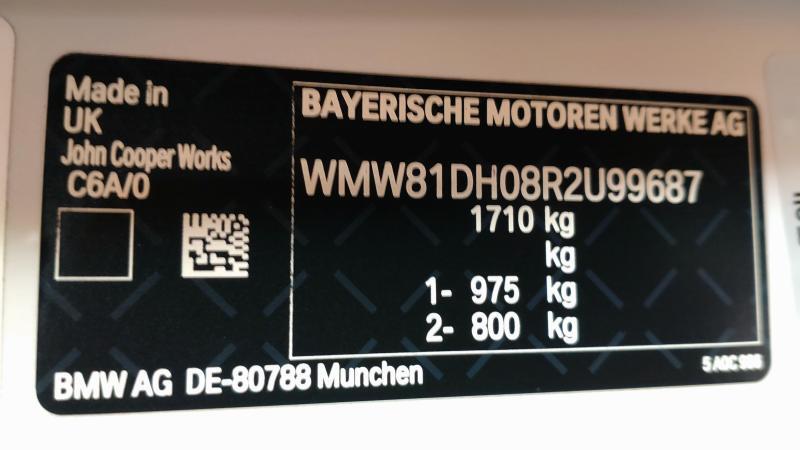 Made in
UK
John Cooper Works
C6A/0
BAYERISCHE MOTOREN WERKE AG
WMW81DH08R2U99687
1710 kg
kg
1- 975 kg
2- 800 kg
BMW AG DE-80788 Munchen